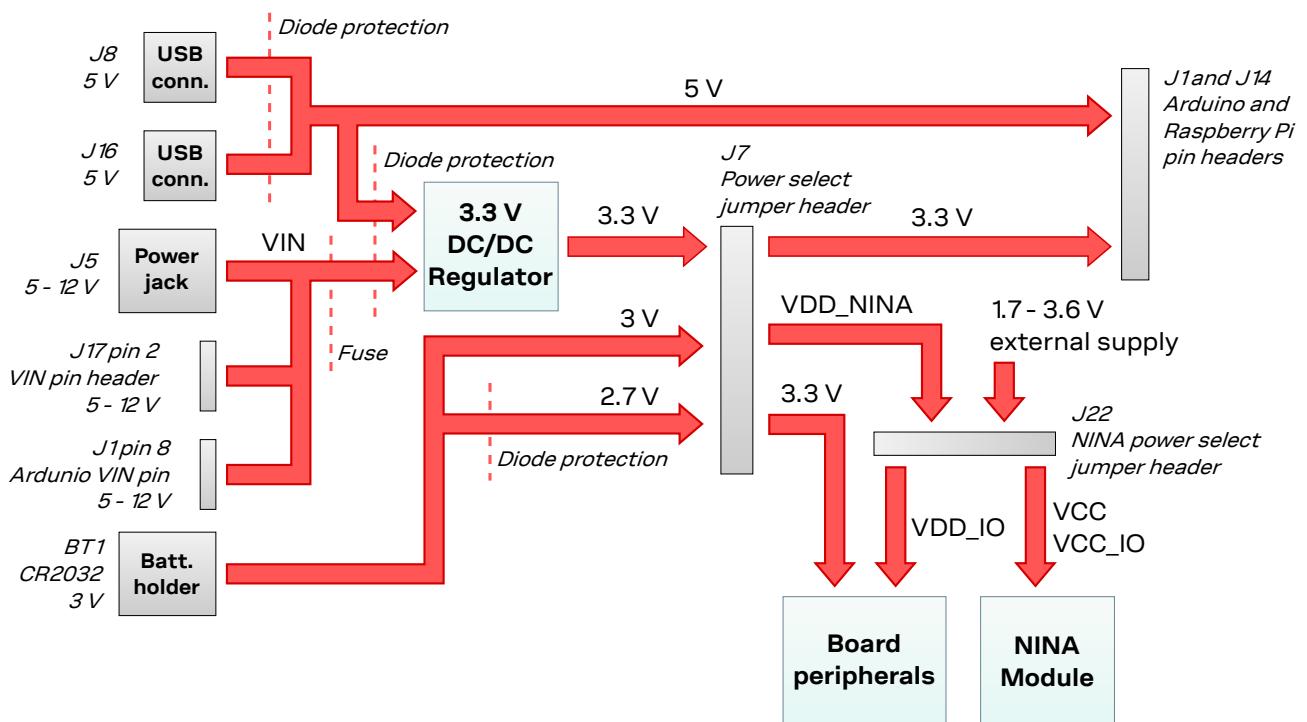 Diode protection
J8
5 V
USB
conn.
5 V
J1 and J14
Arduino and
Raspberry Pi
pin headers
J16
5 V
USB
conn.
Diode protection
J7
Power select
jumper header
3.3 V
DC/DC
Regulator
3.3 V
3.3 V
J5
5 - 12 V
Power
jack
VIN
Fuse
3 V
VDD_NINA
1.7 - 3.6 V
external supply
J17 pin 2
VIN pin header
5 - 12 V
2.7 V
3.3 V
Diode protection
J22
NINA power select
jumper header
J1 pin 8
Ardunio VIN pin
5 - 12 V
BT1
CR2032
3 V
Batt.
holder
VDD_IO
VCC
VCC_IO
Board
peripherals
NINA
Module